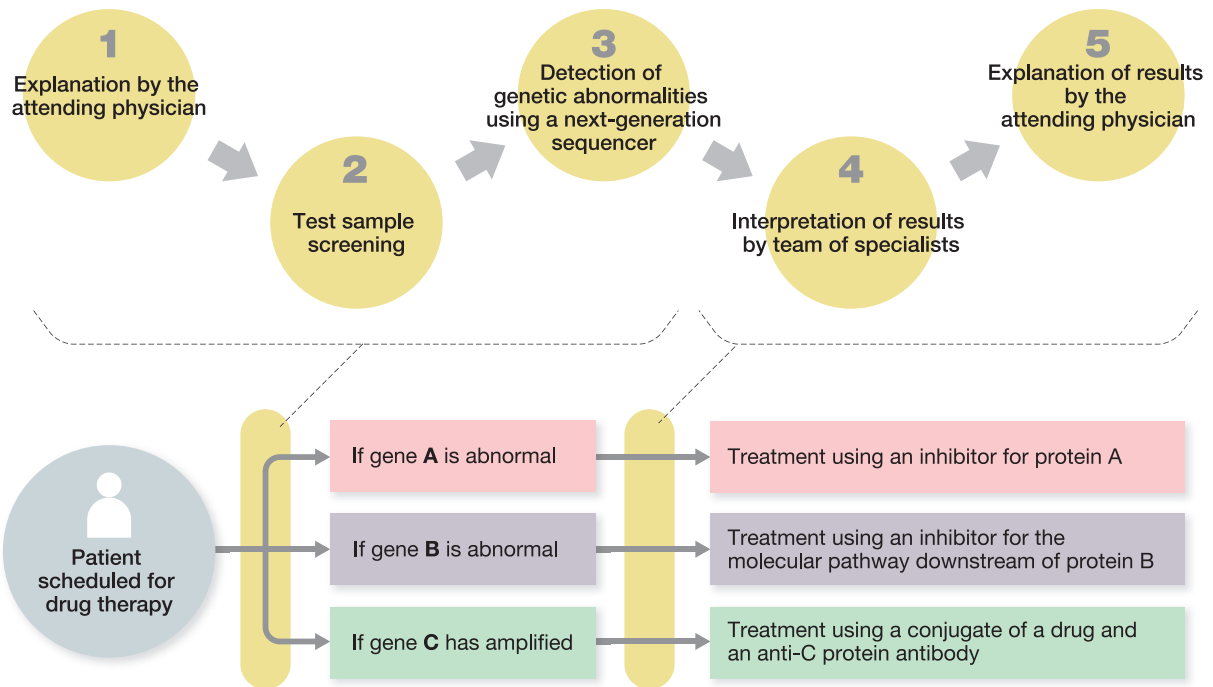 1
Explanation by the
attending physician
2
Test sample
screening
3
Detection of
genetic abnormalities
using a next-generation
sequencer
4
Interpretation of results
by team of specialists
5
Explanation of results
by the
attending physician
Patient
scheduled for
drug therapy
If gene A is abnormal
Treatment using an inhibitor for protein A
If gene B is abnormal
Treatment using an inhibitor for the
molecular pathway downstream of protein B
If gene C has amplified
Treatment using a conjugate of a drug and
an anti-C protein antibody